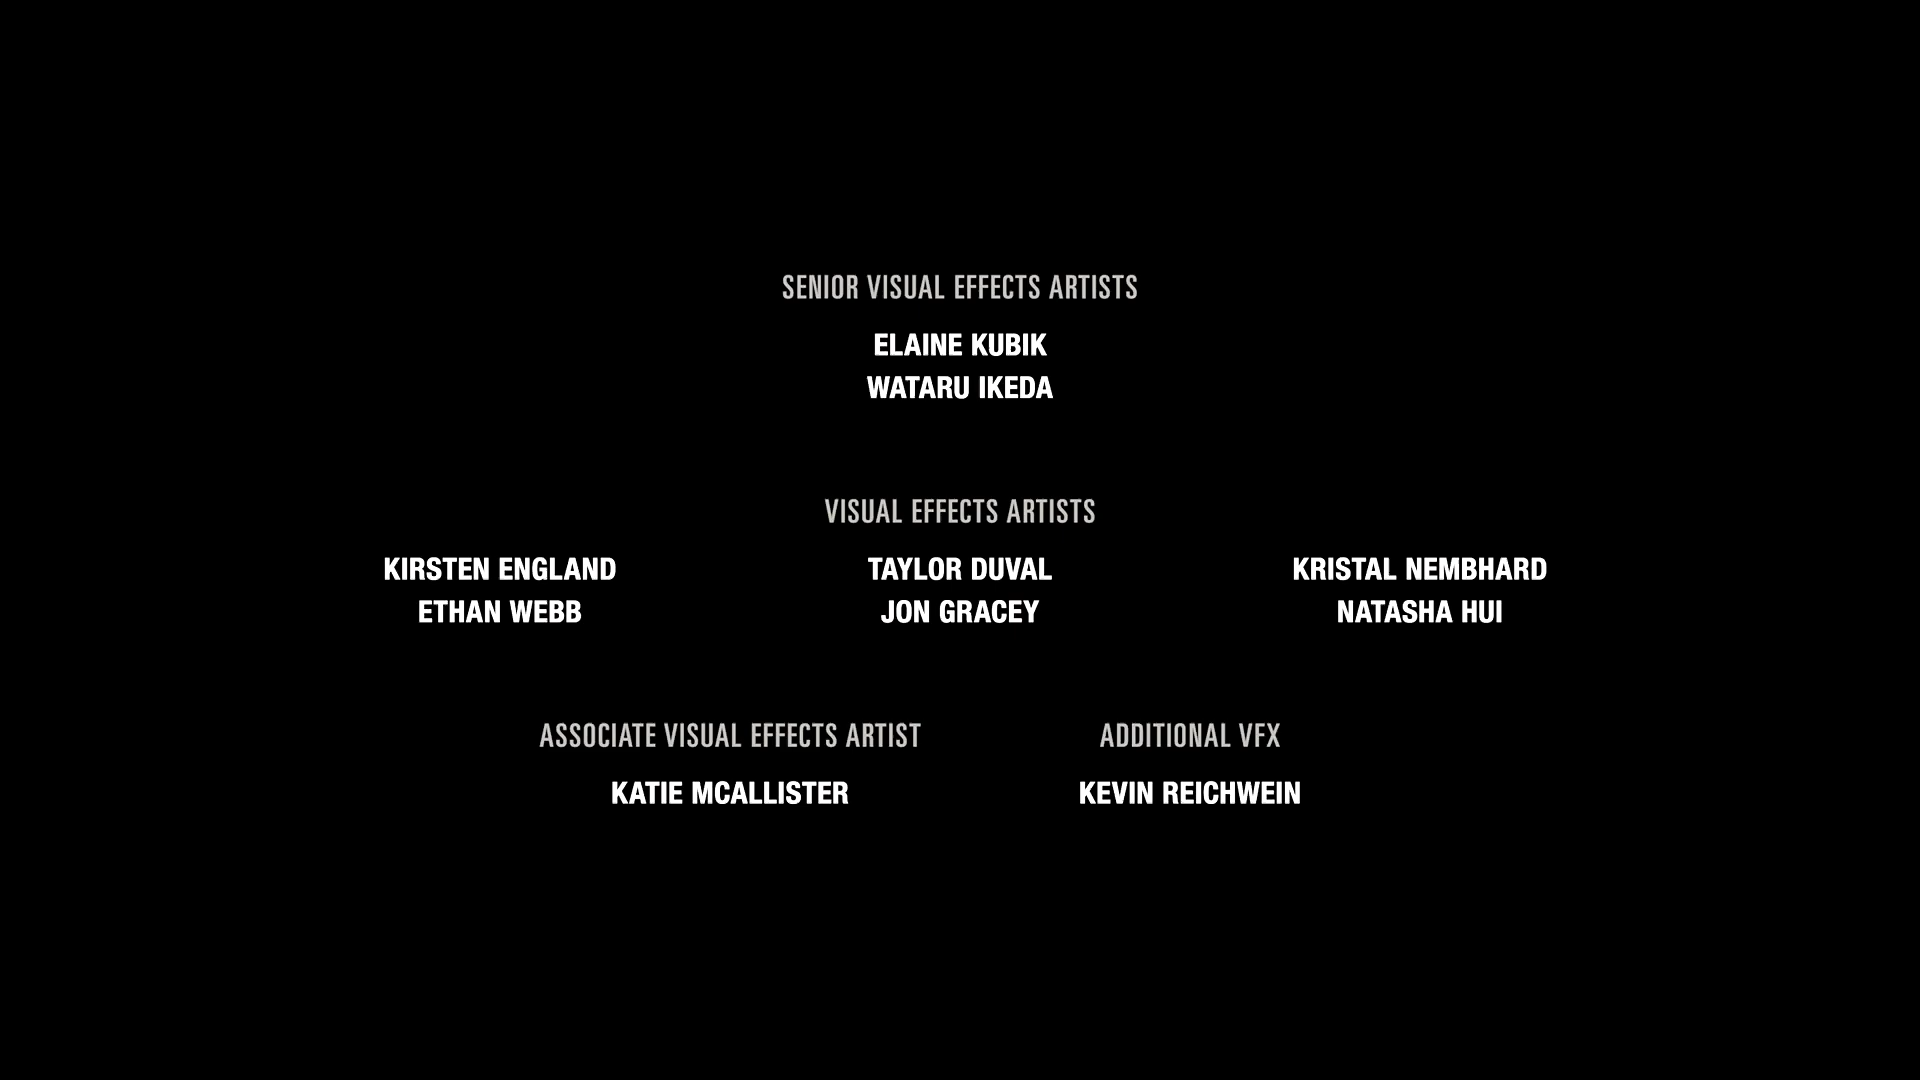 SENIOR VISUAL EFFECTS ARTISTS
ELAINE KUBIK
WATARU IKEDA
VISUAL EFFECTS ARTISTS
KIRSTEN ENGLAND TAYLOR DUVAL KRISTAL NEMBHARD
ETHAN WEBB JON GRACEY NATASHA HUI
ASSOCIATE VISUAL EFFECTS ARTIST ADDITIONAL VFX
KATIE MCALLISTER KEVIN REICHWEIN